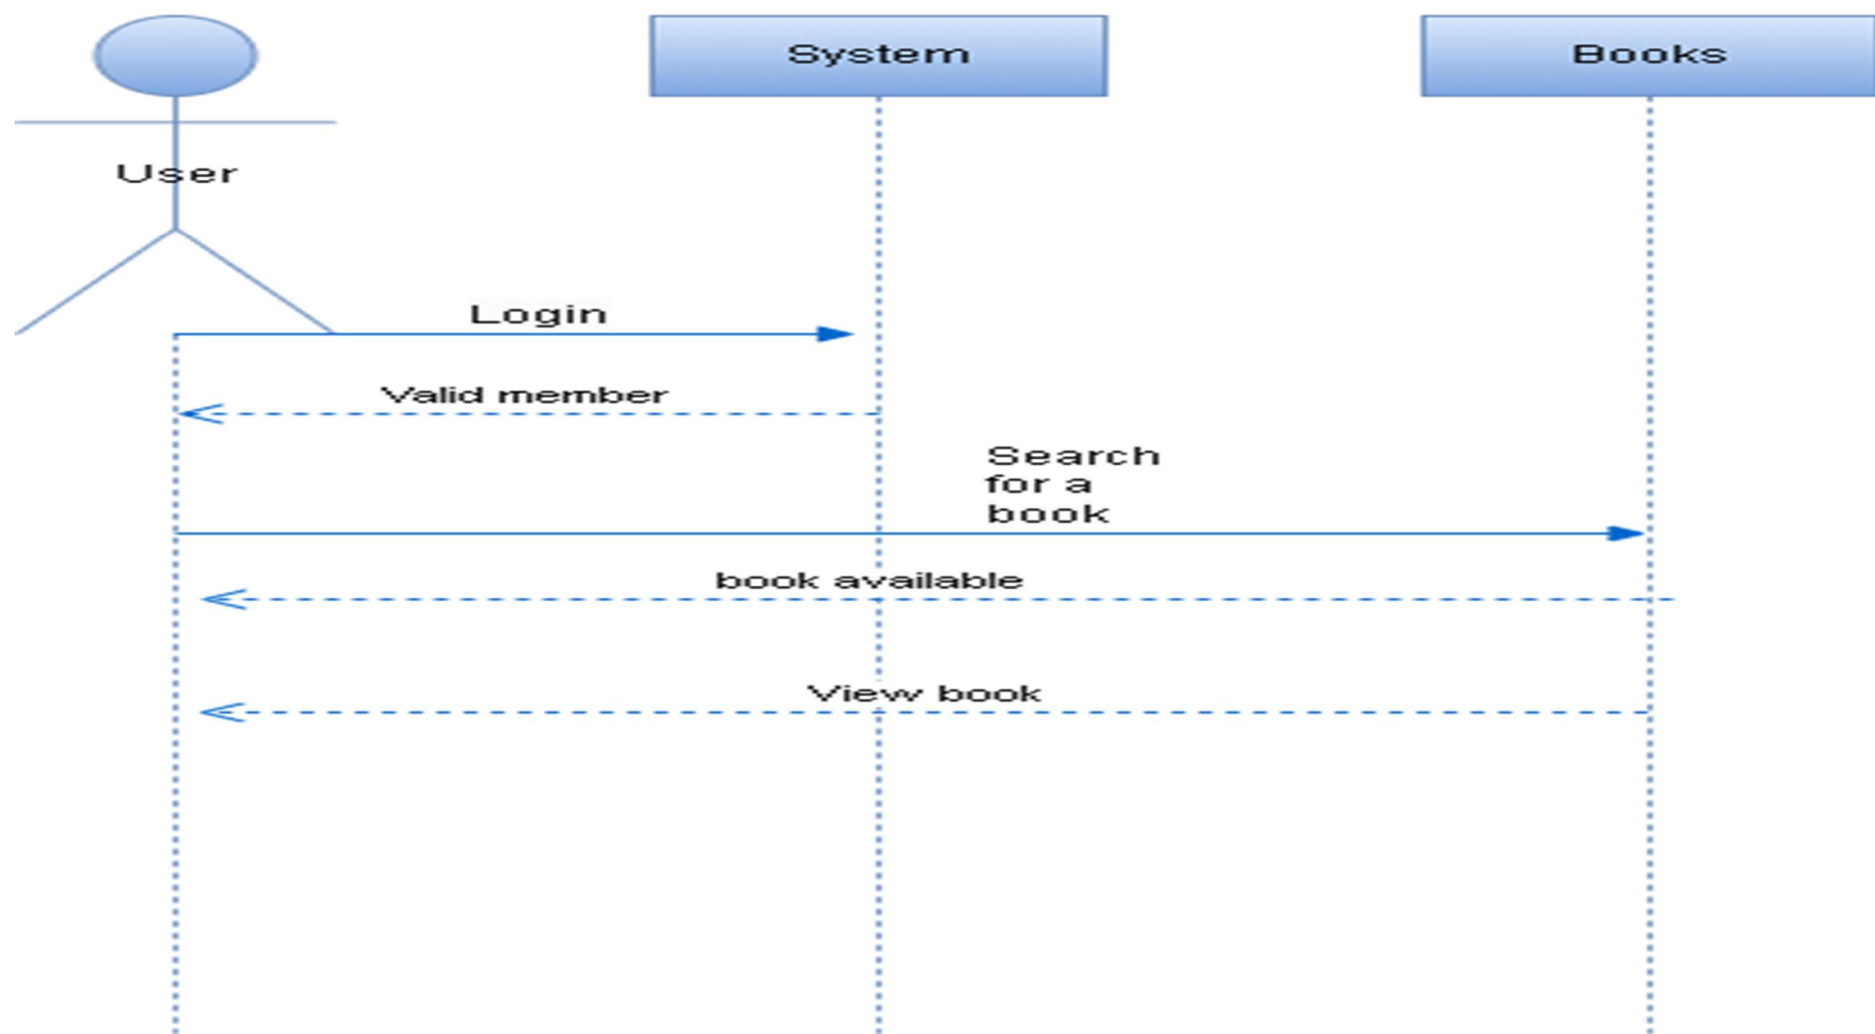 System
Books
User
Login
Valid member
Search
for a
book
book available
View book